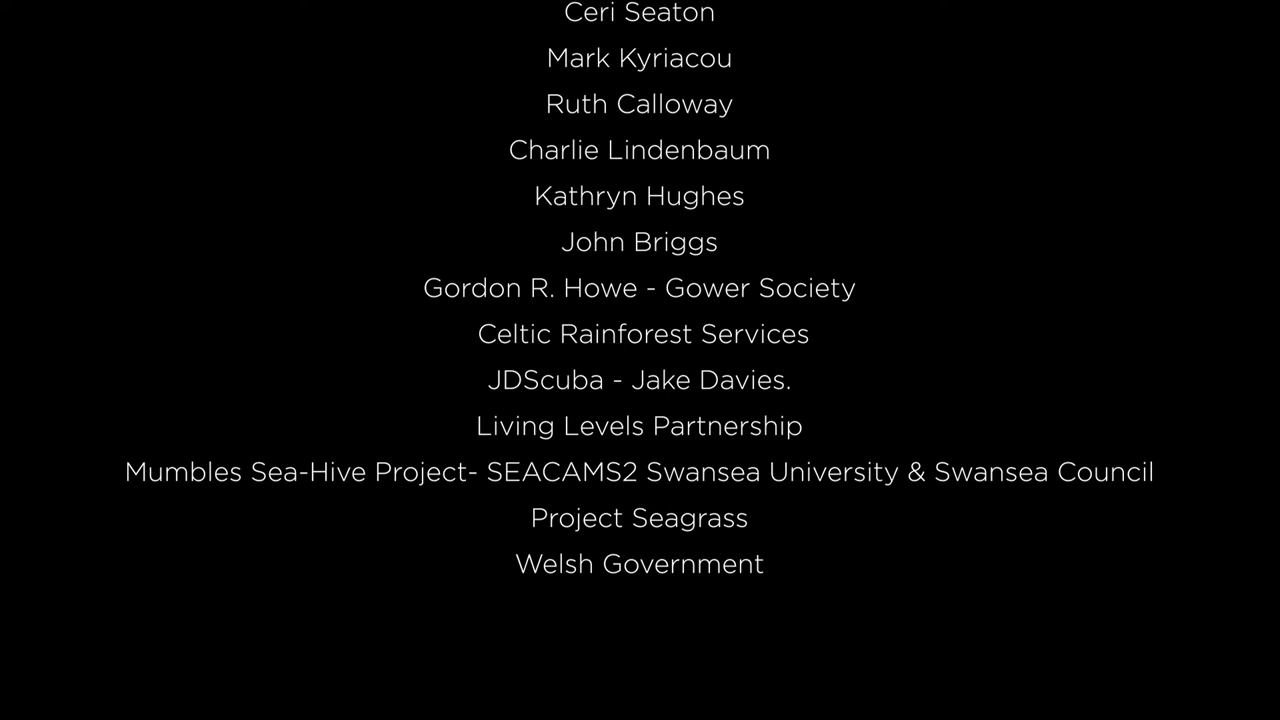 Ceri Seaton
Mark Kyriacou
Ruth Calloway
Charlie Lindenbaum
Kathryn Hughes
John Briggs
Gordon R. Howe - Gower Society
Celtic Rainforest Services
JDScuba - Jake Davies.
Living Levels Partnership
Mumbles Sea-Hive Project- SEACAMS2 Swansea University & Swansea Council
Project Seagrass
Welsh Government